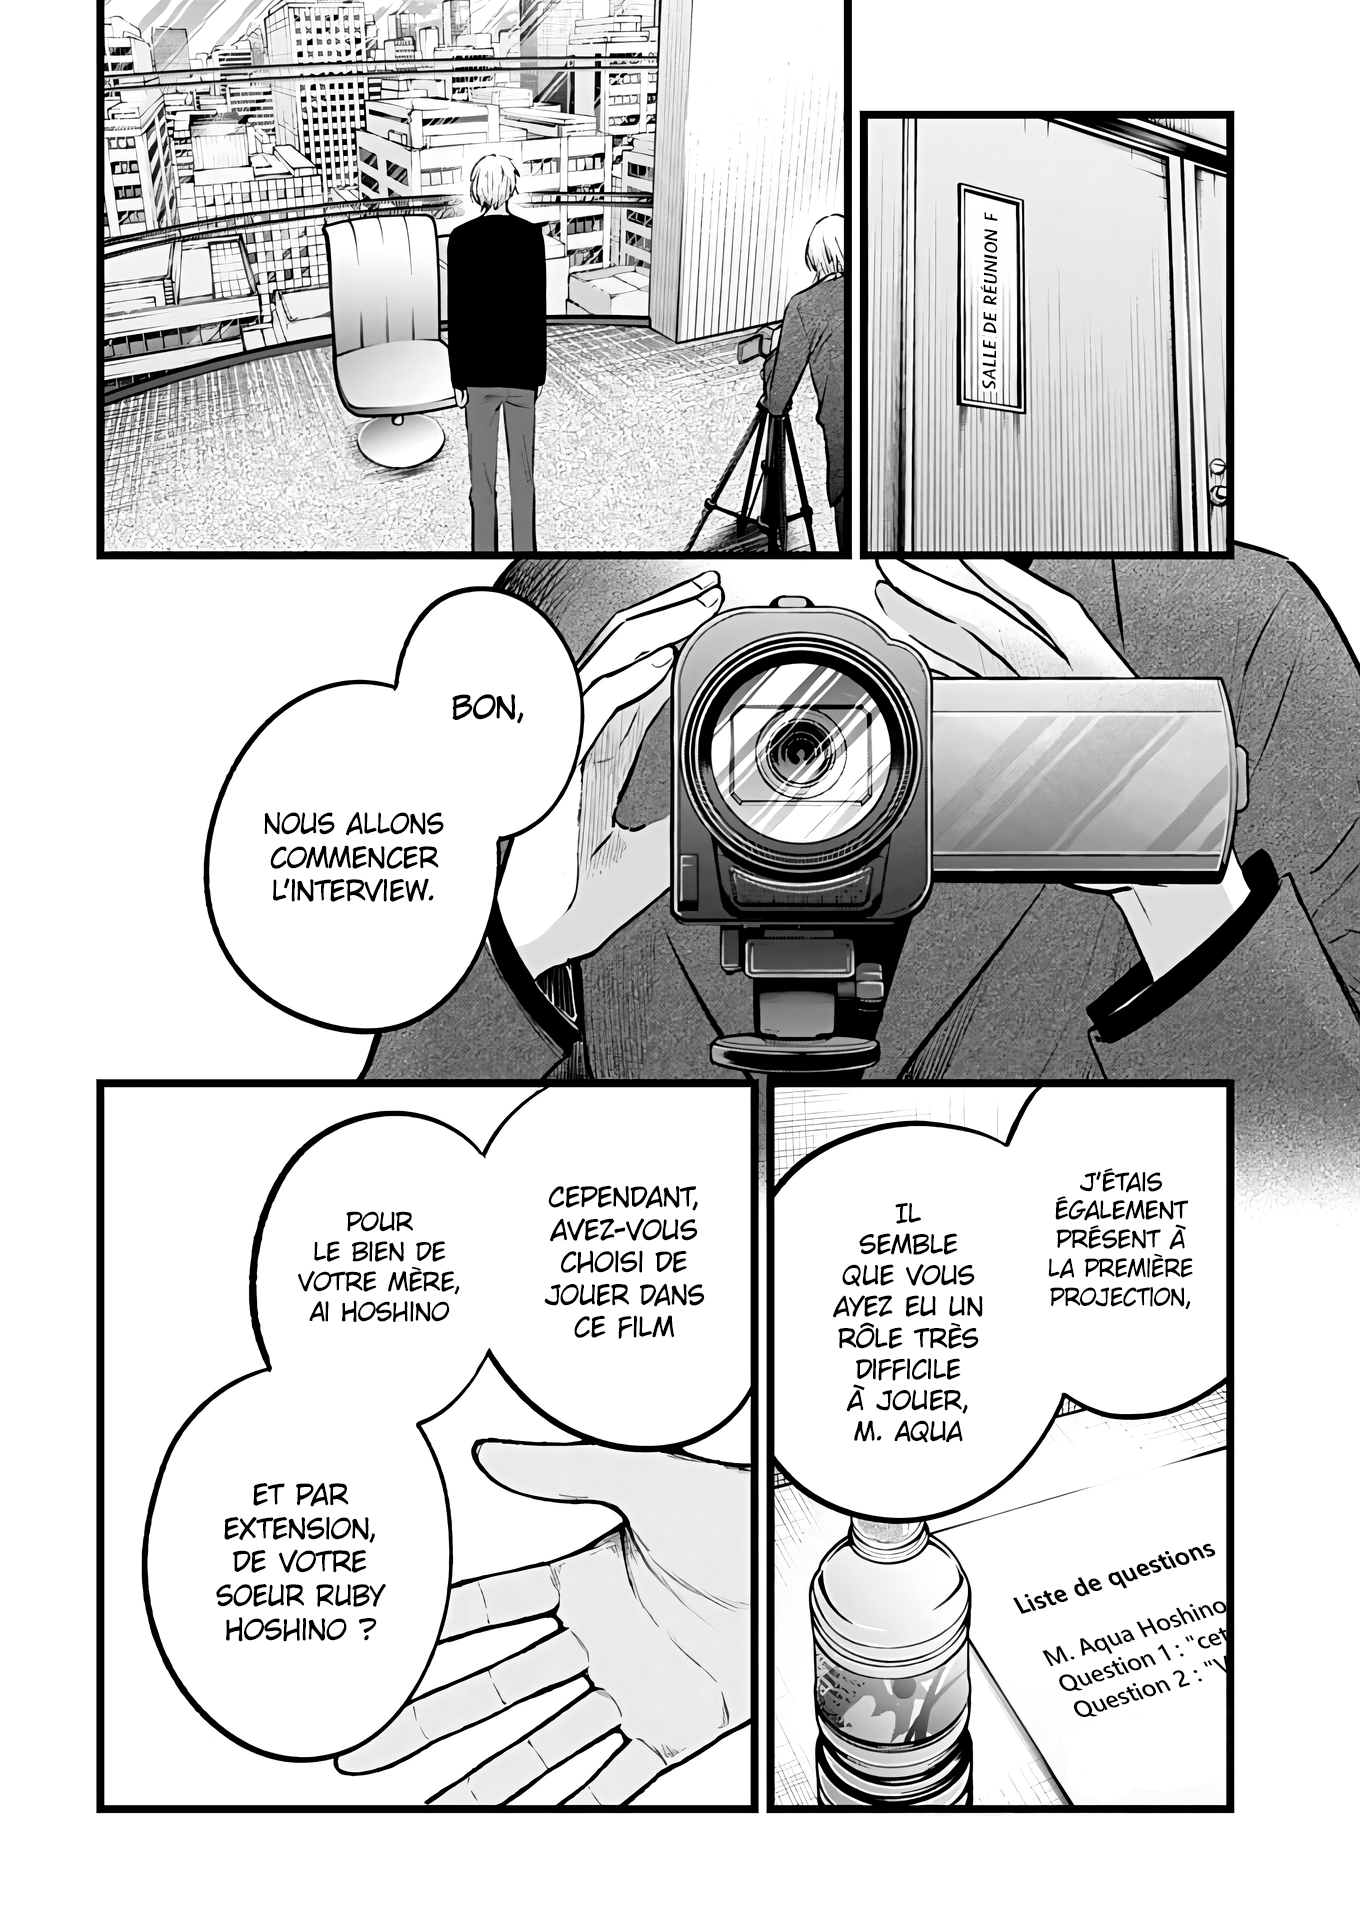 SALLE DE RÉUNION F
BON,
NOUS ALLONS
COMMENCER
L'INTERVIEW.
J'ÉTAIS
ÉGALEMENT
PRÉSENT À
LA PREMIÈRE
PROJECTION,
IL
SEMBLE
QUE VOUS
AYEZ EU UN
RÔLE TRÈS
DIFFICILE
À JOUER,
M. AQUA
Liste de questions
M. Aqua Hoshino
Question 1 : "cet
Question 2 : "V
CEPENDANT,
AVEZ-VOUS
CHOISI DE
JOUER DANS
CE FILM
POUR
LE BIEN DE
VOTRE MÈRE,
AI HOSHINO
ET PAR
EXTENSION,
DE VOTRE
SOEUR RUBY
HOSHINO ?